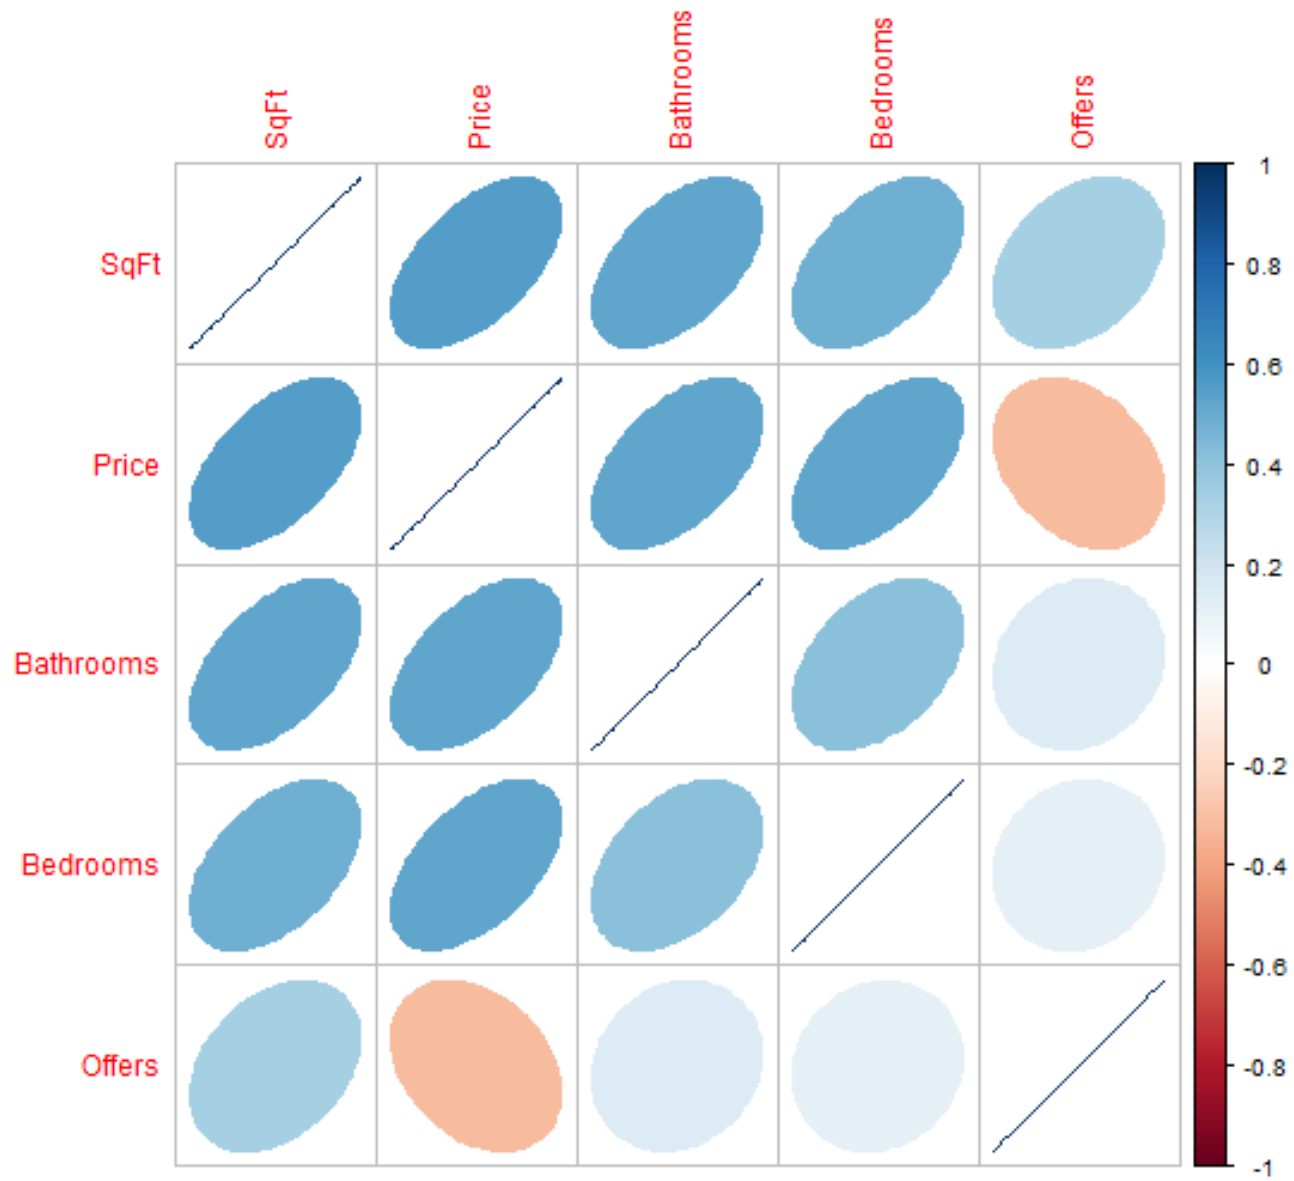 SqFt
Price
Bathrooms
Bedrooms
Offers
SqFt
Price
Bathrooms
Bedrooms
Offers
1
0.8
0.6
0.4
0.2
0
-0.2
-0.4
-0.6
-0.8
-1